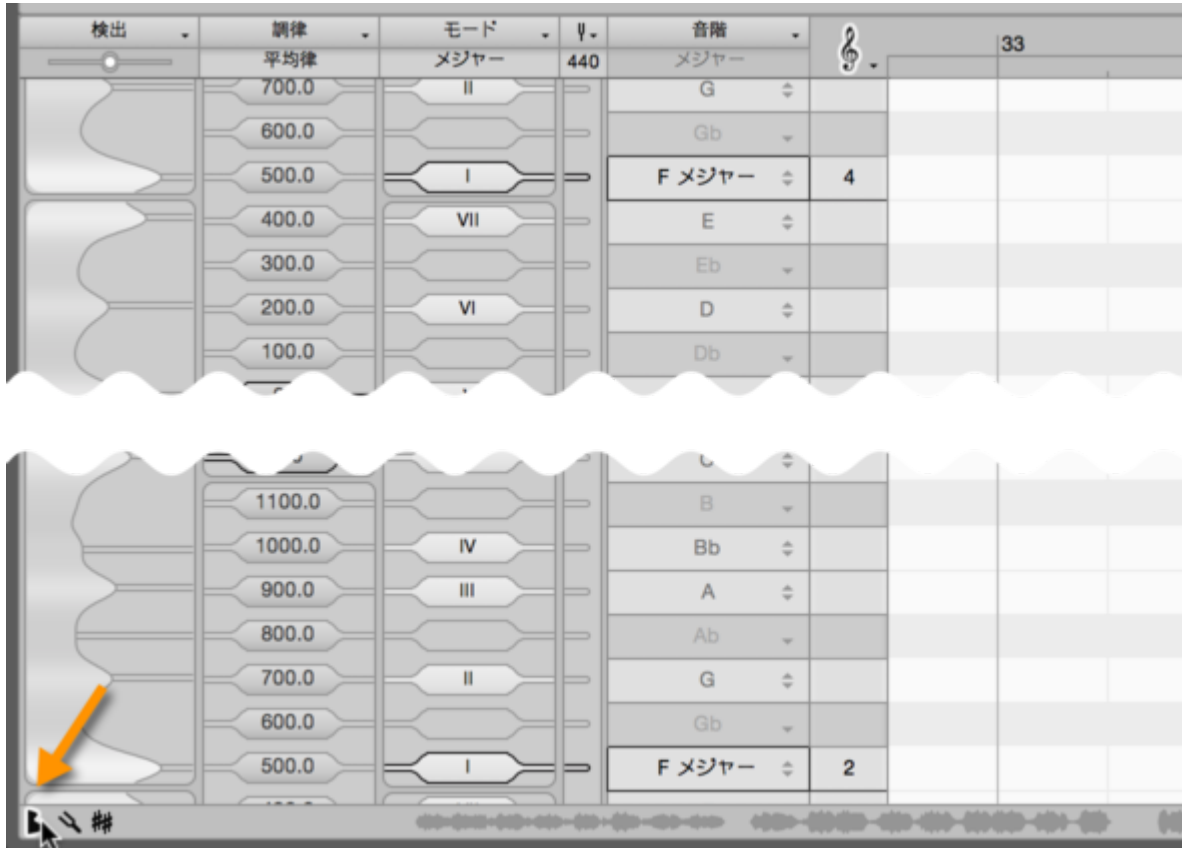 検出 調律 モード 音階 33
平均律 メジャー 440 メジャー
700.0 II G
600.0 Gb
500.0 I F メジャー 4
400.0 VII E
300.0 Eb
200.0 VI D
100.0 Db
1100.0 B
1000.0 IV Bb
900.0 III A
800.0 Ab
700.0 II G
600.0 Gb
500.0 I F メジャー 2